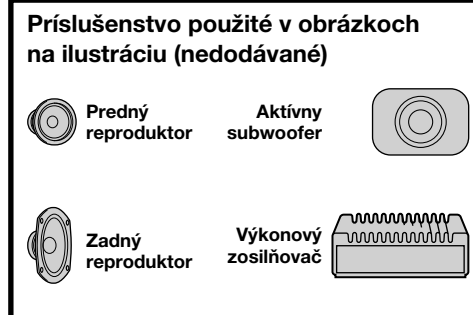 Príslušenstvo použité v obrázkoch
na ilustráciu (nedodávané)
Predný
reproduktor
Aktívny
subwoofer
Zadný
reproduktor
Výkonový
zosilňovač